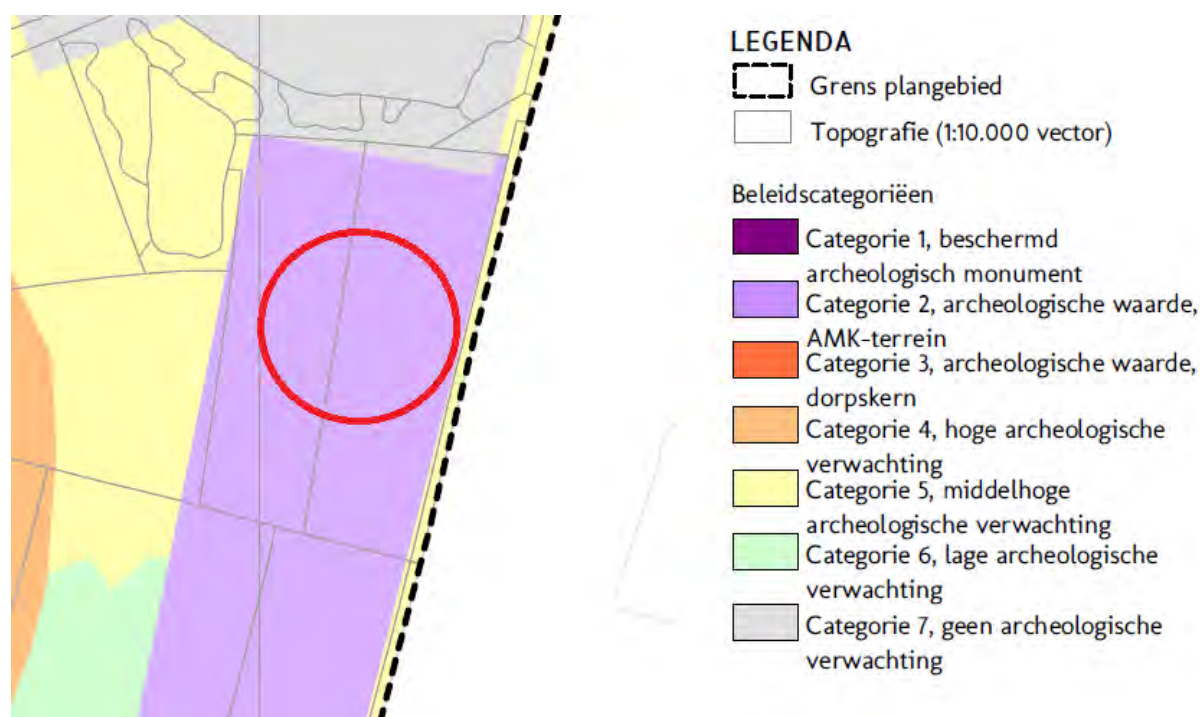 LEGENDA
Grens plangebied
Topografie (1:10.000 vector)
Beleidscategoriëen
Categorie 1, beschermd
archeologisch monument
Categorie 2, archeologische waarde,
AMK-terrein
Categorie 3, archeologische waarde,
dorpskern
Categorie 4, hoge archeologische
verwachting
Categorie 5, middelhoge
archeologische verwachting
Categorie 6, lage archeologische
verwachting
Categorie 7, geen archeologische
verwachting